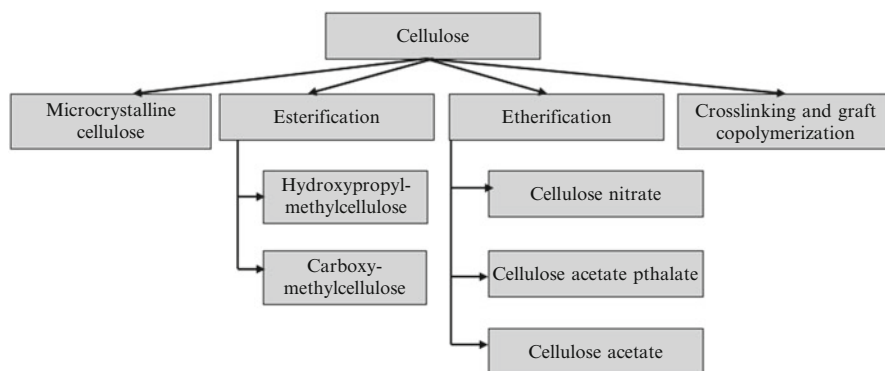 Cellulose
Microcrystalline
cellulose
Esterification
Etherification
Crosslinking and graft
copolymerization
Hydroxypropyl-
methylcellulose
Carboxy-
methylcellulose
Cellulose nitrate
Cellulose acetate pthalate
Cellulose acetate